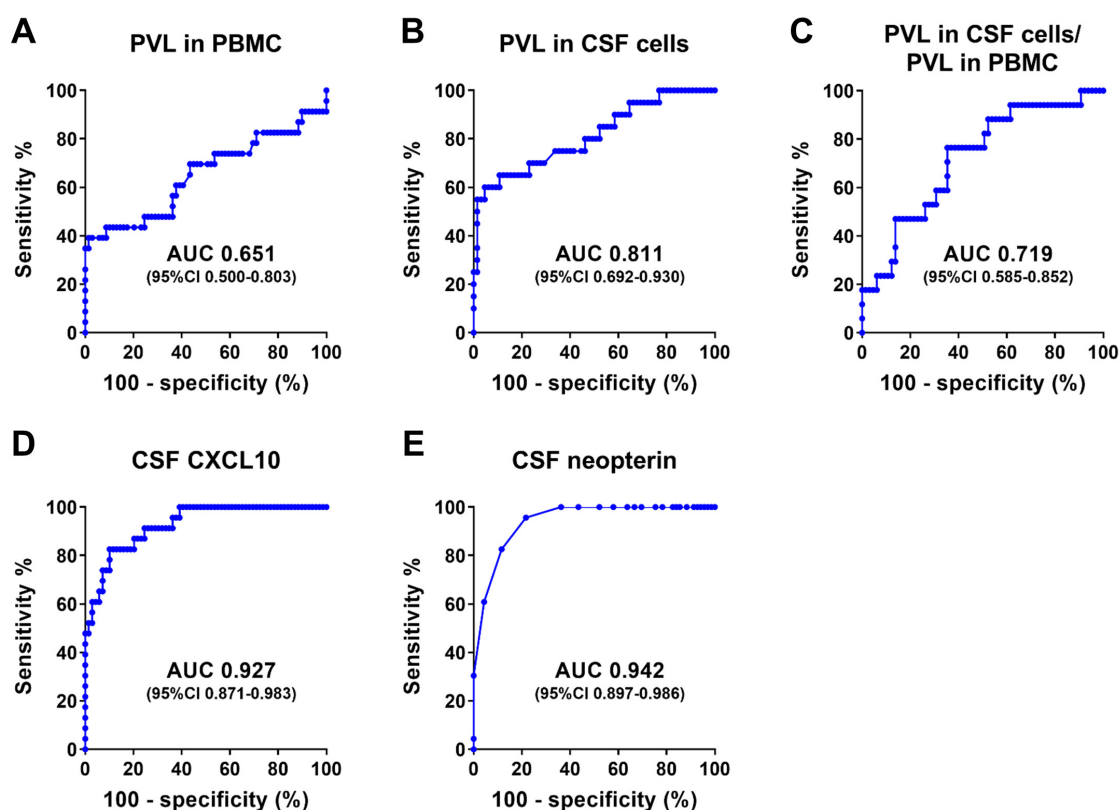 A
PVL in PBMC
100
80
60
40
20
0
Sensitivity %
AUC 0.651
(95%CI 0.500-0.803)
0 20 40 60 80 100
100 - specificity (%)
B
PVL in CSF cells
100
80
60
40
20
0
Sensitivity %
AUC 0.811
(95%CI 0.692-0.930)
0 20 40 60 80 100
100 - specificity (%)
C
PVL in CSF cells/
PVL in PBMC
100
80
60
40
20
0
Sensitivity %
AUC 0.719
(95%CI 0.585-0.852)
0 20 40 60 80 100
100 - specificity (%)
D
CSF CXCL10
100
80
60
40
20
0
Sensitivity %
AUC 0.927
(95%CI 0.871-0.983)
0 20 40 60 80 100
100 - specificity (%)
E
CSF neopterin
100
80
60
40
20
0
Sensitivity %
AUC 0.942
(95%CI 0.897-0.986)
0 20 40 60 80 100
100 - specificity (%)